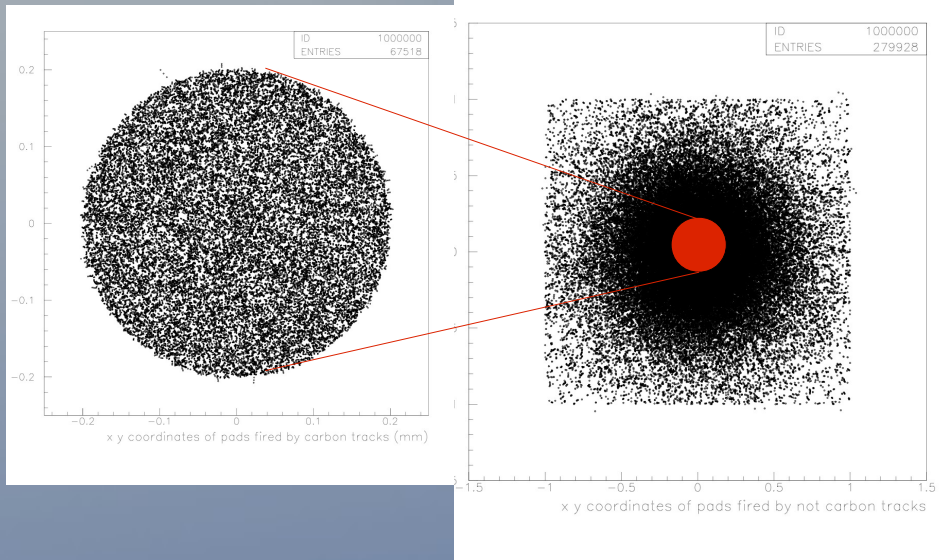 ID 1000000
ENTRIES 67518
0.2
0.1
0
−0.1
−0.2
−0.2 −0.1 0 0.1 0.2
x y coordinates of pads fired by carbon tracks (mm)
ID 1000000
ENTRIES 279928
−1.5 −1 −0.5 0 0.5 1 1.5
x y coordinates of pads fired by not carbon tracks